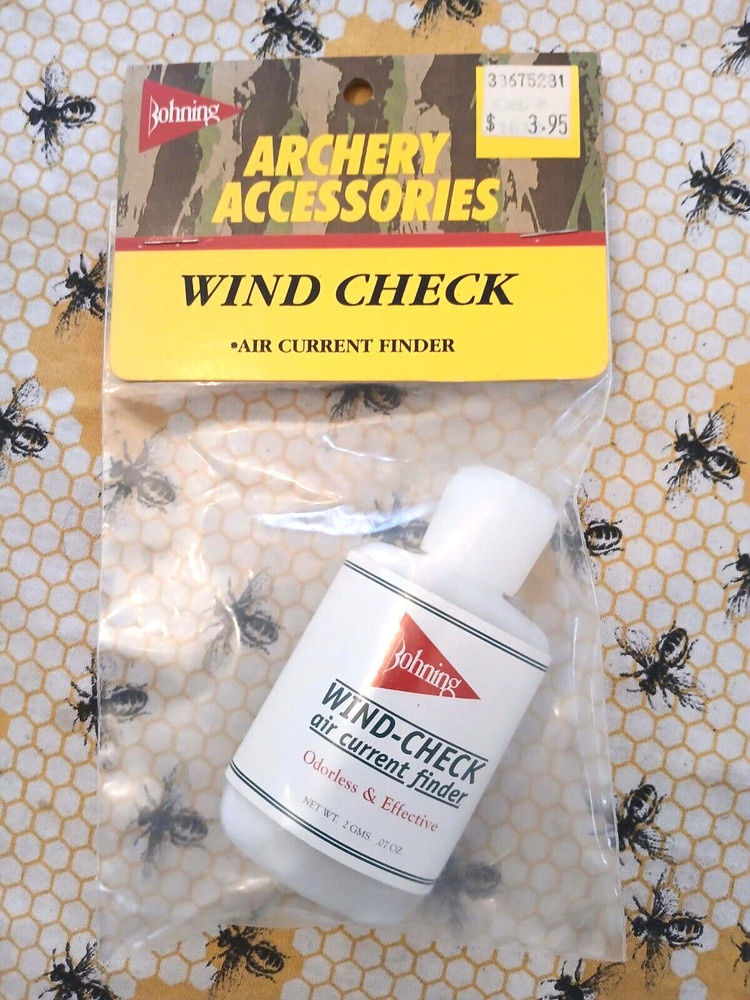 Bohning
33675231
$ 3.95
ARCHERY
ACCESSORIES
WIND CHECK
•AIR CURRENT FINDER
Bohning
WIND-CHECK
air current finder
Odorless & Effective
NET WT. 2 GMS. .07 OZ.